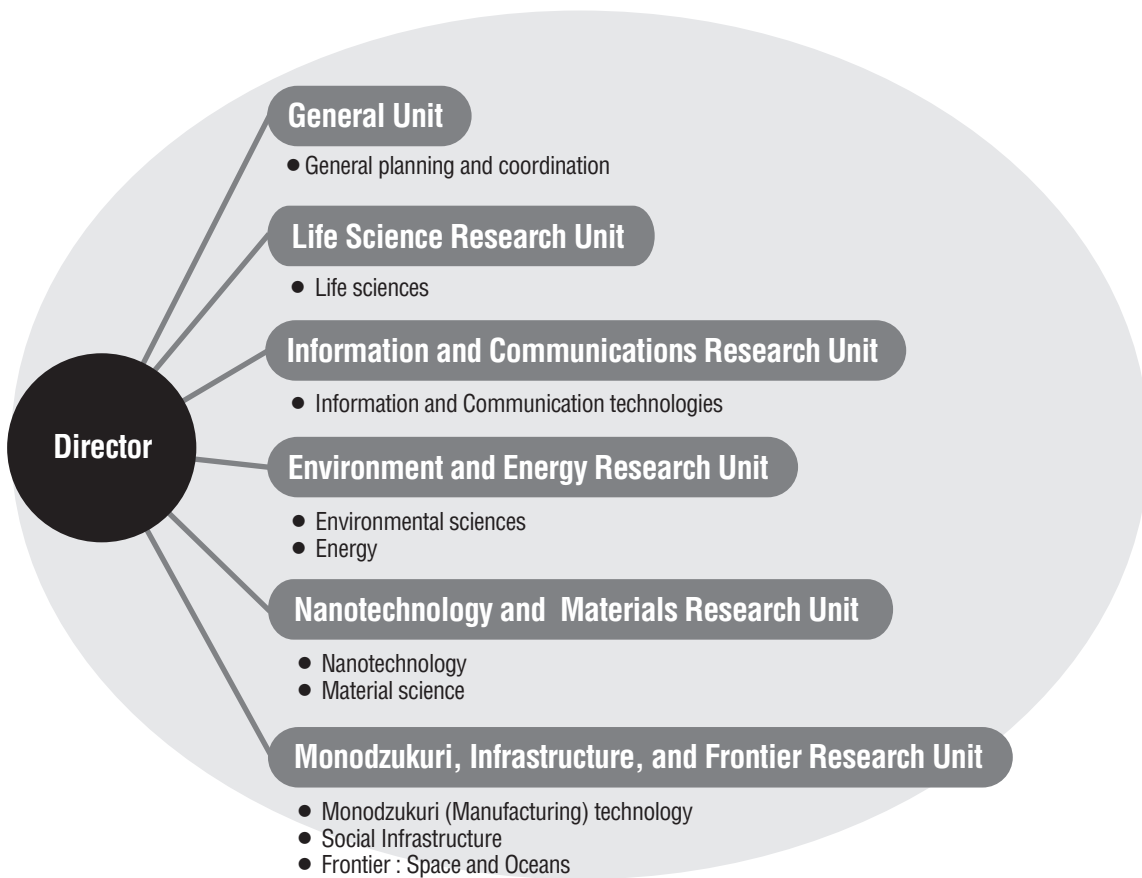 General Unit
● General planning and coordination
Life Science Research Unit
● Life sciences
Information and Communications Research Unit
● Information and Communication technologies
Director
Environment and Energy Research Unit
● Environmental sciences
● Energy
Nanotechnology and Materials Research Unit
● Nanotechnology
● Material science
Monodzukuri, Infrastructure, and Frontier Research Unit
● Monodzukuri (Manufacturing) technology
● Social Infrastructure
● Frontier : Space and Oceans